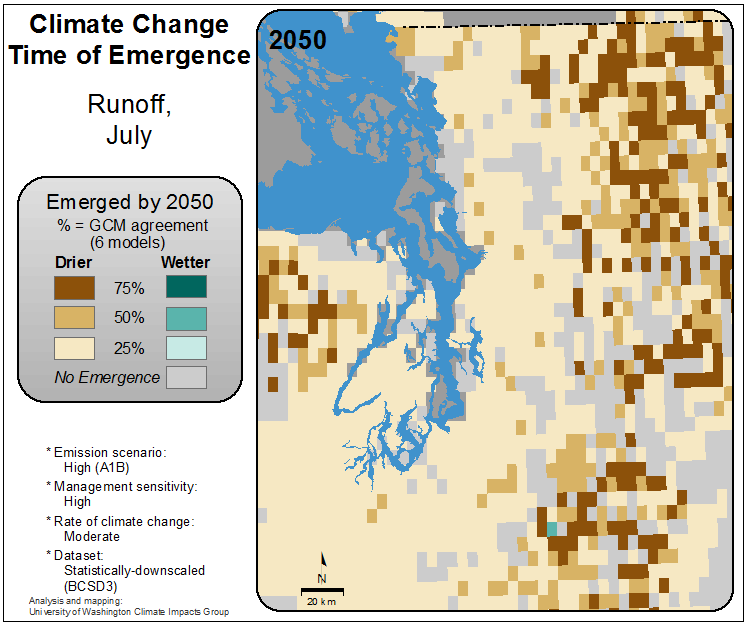 Climate Change
Time of Emergence
Runoff,
July
Emerged by 2050
% = GCM agreement
(6 models)
Drier Wetter
75%
50%
25%
No Emergence
* Emission scenario:
High (A1B)
* Management sensitivity:
High
* Rate of climate change:
Moderate
* Dataset:
Statistically-downscaled
(BCSD3)
Analysis and mapping:
University of Washington Climate Impacts Group
2050
N
20 km